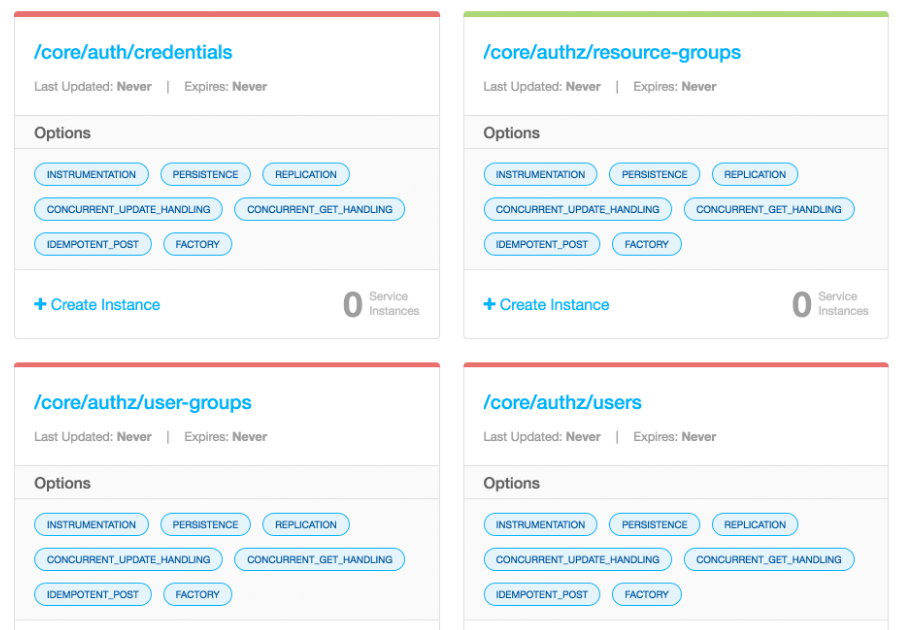 /core/auth/credentials
Last Updated: Never | Expires: Never
Options
INSTRUMENTATION PERSISTENCE REPLICATION
CONCURRENT_UPDATE_HANDLING CONCURRENT_GET_HANDLING
IDEMPOTENT_POST FACTORY
+ Create Instance
0 Service
Instances
/core/authz/resource-groups
Last Updated: Never | Expires: Never
Options
INSTRUMENTATION PERSISTENCE REPLICATION
CONCURRENT_UPDATE_HANDLING CONCURRENT_GET_HANDLING
IDEMPOTENT_POST FACTORY
+ Create Instance
0 Service
Instances
/core/authz/user-groups
Last Updated: Never | Expires: Never
Options
INSTRUMENTATION PERSISTENCE REPLICATION
CONCURRENT_UPDATE_HANDLING CONCURRENT_GET_HANDLING
IDEMPOTENT_POST FACTORY
/core/authz/users
Last Updated: Never | Expires: Never
Options
INSTRUMENTATION PERSISTENCE REPLICATION
CONCURRENT_UPDATE_HANDLING CONCURRENT_GET_HANDLING
IDEMPOTENT_POST FACTORY